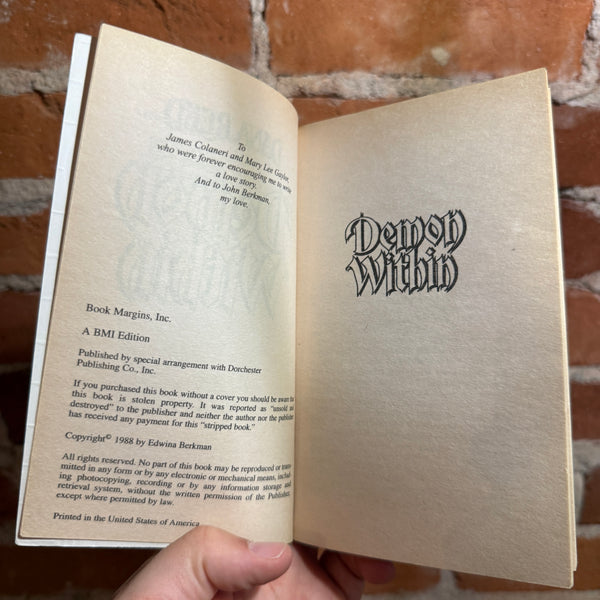 To
James Colaneri and Mary Lee Gaylor,
who were forever encouraging me to write
a love story.
And to John Berkman,
my love.
Book Margins, Inc.
A BMI Edition
Published by special arrangement with Dorchester
Publishing Co., Inc.
If you purchased this book without a cover you should be aware that
this book is stolen property. It was reported as "unsold and
destroyed" to the publisher and neither the author nor the publisher
has received any payment for this "stripped book."
Copyright© 1988 by Edwina Berkman
All rights reserved. No part of this book may be reproduced or trans-
mitted in any form or by any electronic or mechanical means, includ-
ing photocopying, recording or by any information storage and
retrieval system, without the written permission of the Publisher,
except where permitted by law.
Printed in the United States of America
Demon
Within